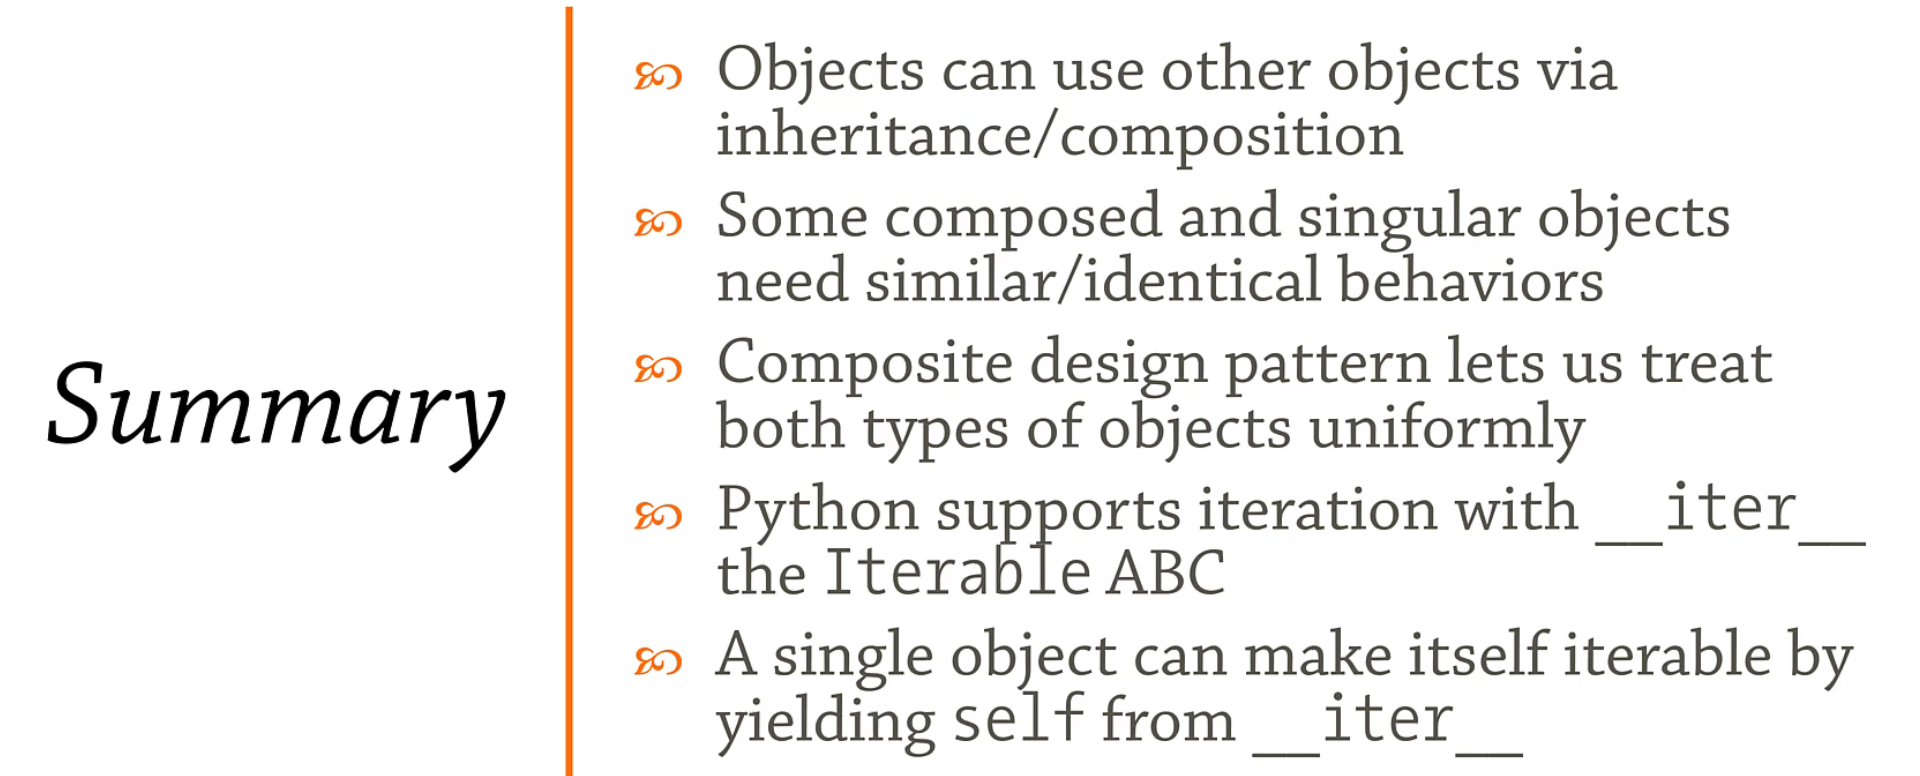 Summary
Objects can use other objects via
inheritance/composition
Some composed and singular objects
need similar/identical behaviors
Composite design pattern lets us treat
both types of objects uniformly
Python supports iteration with __iter__
the Iterable ABC
A single object can make itself iterable by
yielding self from __iter__